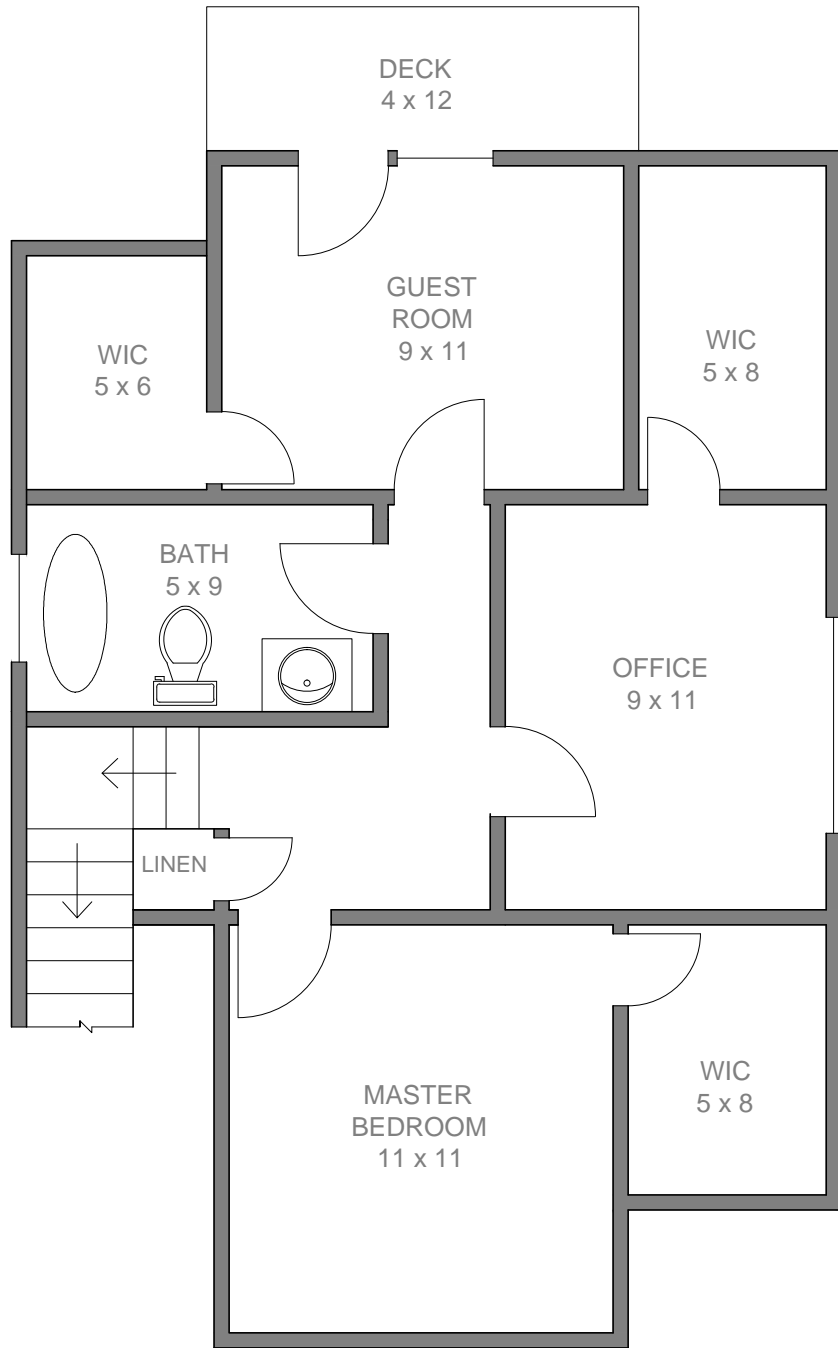 DECK
4 x 12
GUEST
ROOM
9 x 11
WIC
5 x 6
WIC
5 x 8
BATH
5 x 9
OFFICE
9 x 11
LINEN
MASTER
BEDROOM
11 x 11
WIC
5 x 8